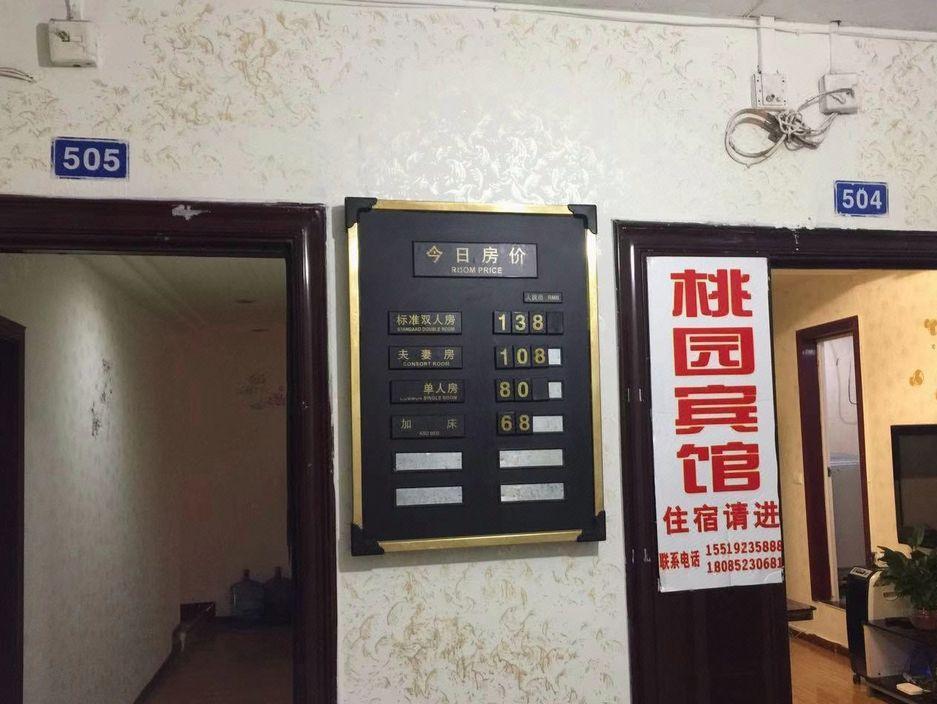 505
504
今日房价
ROOM PRICE
人民币 RMB
标准双人房 138
STANDARD DOUBLE ROOM
夫妻房 108
CONSORT ROOM
单人房 80
SINGLE ROOM
加床 68
ADD BED
桃园宾馆
住宿请进
联系电话 15519235888
18085230681